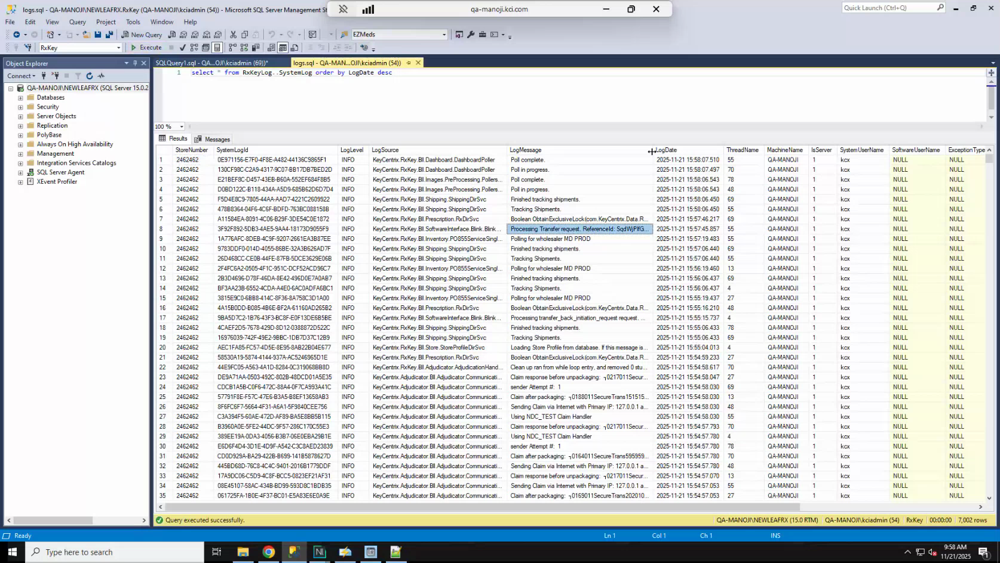 logs.sql - QA-MANOJI\NEWLEAFRX.RxKey (QA-MANOJI\kciadmin (54)) - Microsoft SQL Server Management St
qa-manoji.kci.com
Quick Launch (Ctrl+Q)
File Edit View Query Project Tools Window Help
New Query EZMeds
RxKey Execute
Object Explorer
SQLQuery1.sql - QA...OJI\kciadmin (69))* logs.sql - QA-MAN...OJI\kciadmin (54))
Connect
1 select * from RxKeyLog..SystemLog order by LogDate desc
QA-MANOJI\NEWLEAFRX (SQL Server 15.0.2
Databases
Security
Server Objects
Replication
PolyBase
Always On High Availability
Management
Integration Services Catalogs
SQL Server Agent
XEvent Profiler
100 %
Results Messages
StoreNumber SystemLogId LogLevel LogSource LogMessage LogDate ThreadName MachineName IsServer SystemUserName SoftwareUserName ExceptionType
1 2462462 0E971156-E7F0-4F8E-A482-44136C9865F1 INFO KeyCentrix.RxKey.Bll.Dashboard.DashboardPoller Poll complete. 2025-11-21 15:58:07.510 55 QA-MANOJI 1 kcx NULL NULL
2 2462462 130CF98C-C2A9-4317-9C07-BB17DB7BED2D INFO KeyCentrix.RxKey.Bll.Dashboard.DashboardPoller Poll in progress. 2025-11-21 15:58:07.497 70 QA-MANOJI 1 kcx NULL NULL
3 2462462 E21BEF8C-D457-43EB-B60A-552EF684F8B5 INFO KeyCentrix.RxKey.Bll.Images.PreProcessing.Pollers... Poll complete. 2025-11-21 15:58:06.543 78 QA-MANOJI 1 kcx NULL NULL
4 2462462 D0BD122C-B118-434A-A5D9-685B62D6D7D4 INFO KeyCentrix.RxKey.Bll.Images.PreProcessing.Pollers... Poll in progress. 2025-11-21 15:58:06.543 48 QA-MANOJI 1 kcx NULL NULL
5 2462462 F5D4E8C9-7805-44AA-AAD7-4221C2609922 INFO KeyCentrix.RxKey.Bll.Shipping.ShippingDirSvc Finished tracking shipments. 2025-11-21 15:58:06.450 69 QA-MANOJI 1 kcx NULL NULL
6 2462462 478B8364-04F6-4C6F-BDFD-763BC088158B INFO KeyCentrix.RxKey.Bll.Shipping.ShippingDirSvc Tracking Shipments. 2025-11-21 15:58:06.450 55 QA-MANOJI 1 kcx NULL NULL
7 2462462 A11584EA-8091-4C06-B29F-3DE54C0E1872 INFO KeyCentrix.RxKey.Bll.Prescription.RxDirSvc Boolean ObtainExclusiveLock(com.KeyCentrix.Data.R... 2025-11-21 15:57:46.217 69 QA-MANOJI 1 kcx NULL NULL
8 2462462 3F92F892-5DB3-4AE5-9AA4-18173D9055F9 INFO KeyCentrix.RxKey.Bll.SoftwareInterface.Blink.Blink... Processing Transfer request. ReferenceId: SqdWjPIfG... 2025-11-21 15:57:45.857 55 QA-MANOJI 1 kcx NULL NULL
9 2462462 1A776AFC-8DEB-4C9F-9207-2661EA3B87EE INFO KeyCentrix.RxKey.Bll.Inventory.PO855ServiceSingl... Polling for wholesaler MD PROD 2025-11-21 15:57:19.483 55 QA-MANOJI 1 kcx NULL NULL
10 2462462 9783DDF0-014D-4055-86BE-32A3B626AD7F INFO KeyCentrix.RxKey.Bll.Shipping.ShippingDirSvc Finished tracking shipments. 2025-11-21 15:57:06.440 69 QA-MANOJI 1 kcx NULL NULL
11 2462462 26D468CC-CE0B-44FE-87FB-5DCE3629E06B INFO KeyCentrix.RxKey.Bll.Shipping.ShippingDirSvc Tracking Shipments. 2025-11-21 15:57:06.440 55 QA-MANOJI 1 kcx NULL NULL
12 2462462 2F4FC6A2-0505-4F1C-951C-DCF52ACD96C7 INFO KeyCentrix.RxKey.Bll.Inventory.PO855ServiceSingl... Polling for wholesaler MD PROD 2025-11-21 15:56:19.460 13 QA-MANOJI 1 kcx NULL NULL
13 2462462 2B3D4696-D78F-46DA-8E42-496D0E7A0AB7 INFO KeyCentrix.RxKey.Bll.Shipping.ShippingDirSvc Finished tracking shipments. 2025-11-21 15:56:06.437 69 QA-MANOJI 1 kcx NULL NULL
14 2462462 BF3AA23B-6552-4CDA-A4E0-6AC0ADFA6BC1 INFO KeyCentrix.RxKey.Bll.Shipping.ShippingDirSvc Tracking Shipments. 2025-11-21 15:56:06.437 4 QA-MANOJI 1 kcx NULL NULL
15 2462462 3815E9C0-6BB8-414C-8F36-8A758C3D1A00 INFO KeyCentrix.RxKey.Bll.Inventory.PO855ServiceSingl... Polling for wholesaler MD PROD 2025-11-21 15:55:19.437 27 QA-MANOJI 1 kcx NULL NULL
16 2462462 4A15B0DD-B085-4B6E-BF2A-61160AD265B2 INFO KeyCentrix.RxKey.Bll.Prescription.RxDirSvc Boolean ObtainExclusiveLock(com.KeyCentrix.Data.R... 2025-11-21 15:55:16.210 48 QA-MANOJI 1 kcx NULL NULL
17 2462462 9BA5D7C2-1B76-43F3-BC8F-E0F13DE6B5BE INFO KeyCentrix.RxKey.Bll.SoftwareInterface.Blink.Blink... Processing transfer_back_initiation_request request. ... 2025-11-21 15:55:15.737 4 QA-MANOJI 1 kcx NULL NULL
18 2462462 4CAEF2D5-7678-429D-8D12-0388872D522C INFO KeyCentrix.RxKey.Bll.Shipping.ShippingDirSvc Finished tracking shipments. 2025-11-21 15:55:06.433 78 QA-MANOJI 1 kcx NULL NULL
19 2462462 16976039-742F-49E2-9BBC-1DB7D37C12B9 INFO KeyCentrix.RxKey.Bll.Shipping.ShippingDirSvc Tracking Shipments. 2025-11-21 15:55:06.433 69 QA-MANOJI 1 kcx NULL NULL
20 2462462 AEC1FA85-FC57-4D5E-8E95-8AB22B04E677 INFO KeyCentrix.RxKey.Bll.Store.StoreProfileDirSvc Loading Store Profile from database. If this message is... 2025-11-21 15:55:04.013 4 QA-MANOJI 1 kcx NULL NULL
21 2462462 58530A19-5874-4144-937A-AC5246965D1E INFO KeyCentrix.RxKey.Bll.Prescription.RxDirSvc Boolean ObtainExclusiveLock(com.KeyCentrix.Data.R... 2025-11-21 15:54:59.233 27 QA-MANOJI 1 kcx NULL NULL
22 2462462 44E9FC05-A563-4A1D-8284-0C319068BB8D INFO KeyCentrix.RxKey.Bll.Adjudicator.AdjudicationHand... Clean up ran from while loop entry, and removed 0 stu... 2025-11-21 15:54:58.617 70 QA-MANOJI 1 kcx NULL NULL
23 2462462 DE9A71AA-0503-492C-802B-48DCD01A5E35 INFO KeyCentrix.Adjudicator.Bll.Adjudicator.Communicati... Claim response before unpackaging: ┐0217011Secur... 2025-11-21 15:54:58.047 27 QA-MANOJI 1 kcx NULL NULL
24 2462462 CDCB1A5B-C0F6-472C-88A4-0F7CA993A41C INFO KeyCentrix.Adjudicator.Bll.Adjudicator.Communicati... sender Attempt #: 1 2025-11-21 15:54:58.030 69 QA-MANOJI 1 kcx NULL NULL
25 2462462 57791F8E-F57C-47E6-B3A5-B8EF13658AB3 INFO KeyCentrix.Adjudicator.Bll.Adjudicator.Communicati... Claim after packaging: ┐0188011SecureTrans151515... 2025-11-21 15:54:58.030 13 QA-MANOJI 1 kcx NULL NULL
26 2462462 8F6FC6F7-5664-4F31-A6A1-5F9840CEE756 INFO KeyCentrix.Adjudicator.Bll.Adjudicator.Communicati... Sending Claim via Internet with Primary IP: 127.0.0.1 a... 2025-11-21 15:54:58.030 48 QA-MANOJI 1 kcx NULL NULL
27 2462462 C3A394F5-60AE-472D-AF89-BA5E8BB5B115 INFO KeyCentrix.Adjudicator.Bll.Adjudicator.Communicati... Using NDC_TEST Claim Handler 2025-11-21 15:54:58.030 55 QA-MANOJI 1 kcx NULL NULL
28 2462462 B3960A0E-5FE2-44DC-9F57-286C170C55E3 INFO KeyCentrix.Adjudicator.Bll.Adjudicator.Communicati... Claim response before unpackaging: ┐0217011Secur... 2025-11-21 15:54:57.793 70 QA-MANOJI 1 kcx NULL NULL
29 2462462 389EE19A-0DA3-4056-B3B7-06E0EBA29B1E INFO KeyCentrix.Adjudicator.Bll.Adjudicator.Communicati... Using NDC_TEST Claim Handler 2025-11-21 15:54:57.780 4 QA-MANOJI 1 kcx NULL NULL
30 2462462 E6D6F4D4-3D1E-4D9F-A542-C3C8AED23839 INFO KeyCentrix.Adjudicator.Bll.Adjudicator.Communicati... sender Attempt #: 1 2025-11-21 15:54:57.780 78 QA-MANOJI 1 kcx NULL NULL
31 2462462 CD0D929A-BA29-422B-B699-141B5878627D INFO KeyCentrix.Adjudicator.Bll.Adjudicator.Communicati... Claim after packaging: ┐0164011SecureTrans595959... 2025-11-21 15:54:57.780 70 QA-MANOJI 1 kcx NULL NULL
32 2462462 445BD68D-76C8-4C4C-9401-2016B1779DDF INFO KeyCentrix.Adjudicator.Bll.Adjudicator.Communicati... Sending Claim via Internet with Primary IP: 127.0.0.1 a... 2025-11-21 15:54:57.780 48 QA-MANOJI 1 kcx NULL NULL
33 2462462 17A9DC06-C5D9-4C8F-BCC5-0823EF21AF31 INFO KeyCentrix.Adjudicator.Bll.Adjudicator.Communicati... Claim response before unpackaging: ┐0217011Secur... 2025-11-21 15:54:57.070 13 QA-MANOJI 1 kcx NULL NULL
34 2462462 08E45107-58AC-434B-BD99-593D8C1BDB35 INFO KeyCentrix.Adjudicator.Bll.Adjudicator.Communicati... Sending Claim via Internet with Primary IP: 127.0.0.1 a... 2025-11-21 15:54:57.053 55 QA-MANOJI 1 kcx NULL NULL
35 2462462 061725FA-1B0E-4F37-BC01-E5A83E6E0A9E INFO KeyCentrix.Adjudicator.Bll.Adjudicator.Communicati... Claim after packaging: ┐0169011SecureTrans202010... 2025-11-21 15:54:57.053 27 QA-MANOJI 1 kcx NULL NULL
Query executed successfully. QA-MANOJI\NEWLEAFRX (15.0 RTM) QA-MANOJI\kciadmin (54) RxKey 00:00:00 7,002 rows
Ready Ln 1 Col 1 Ch 1 INS
Type here to search
9:58 AM
11/21/2025